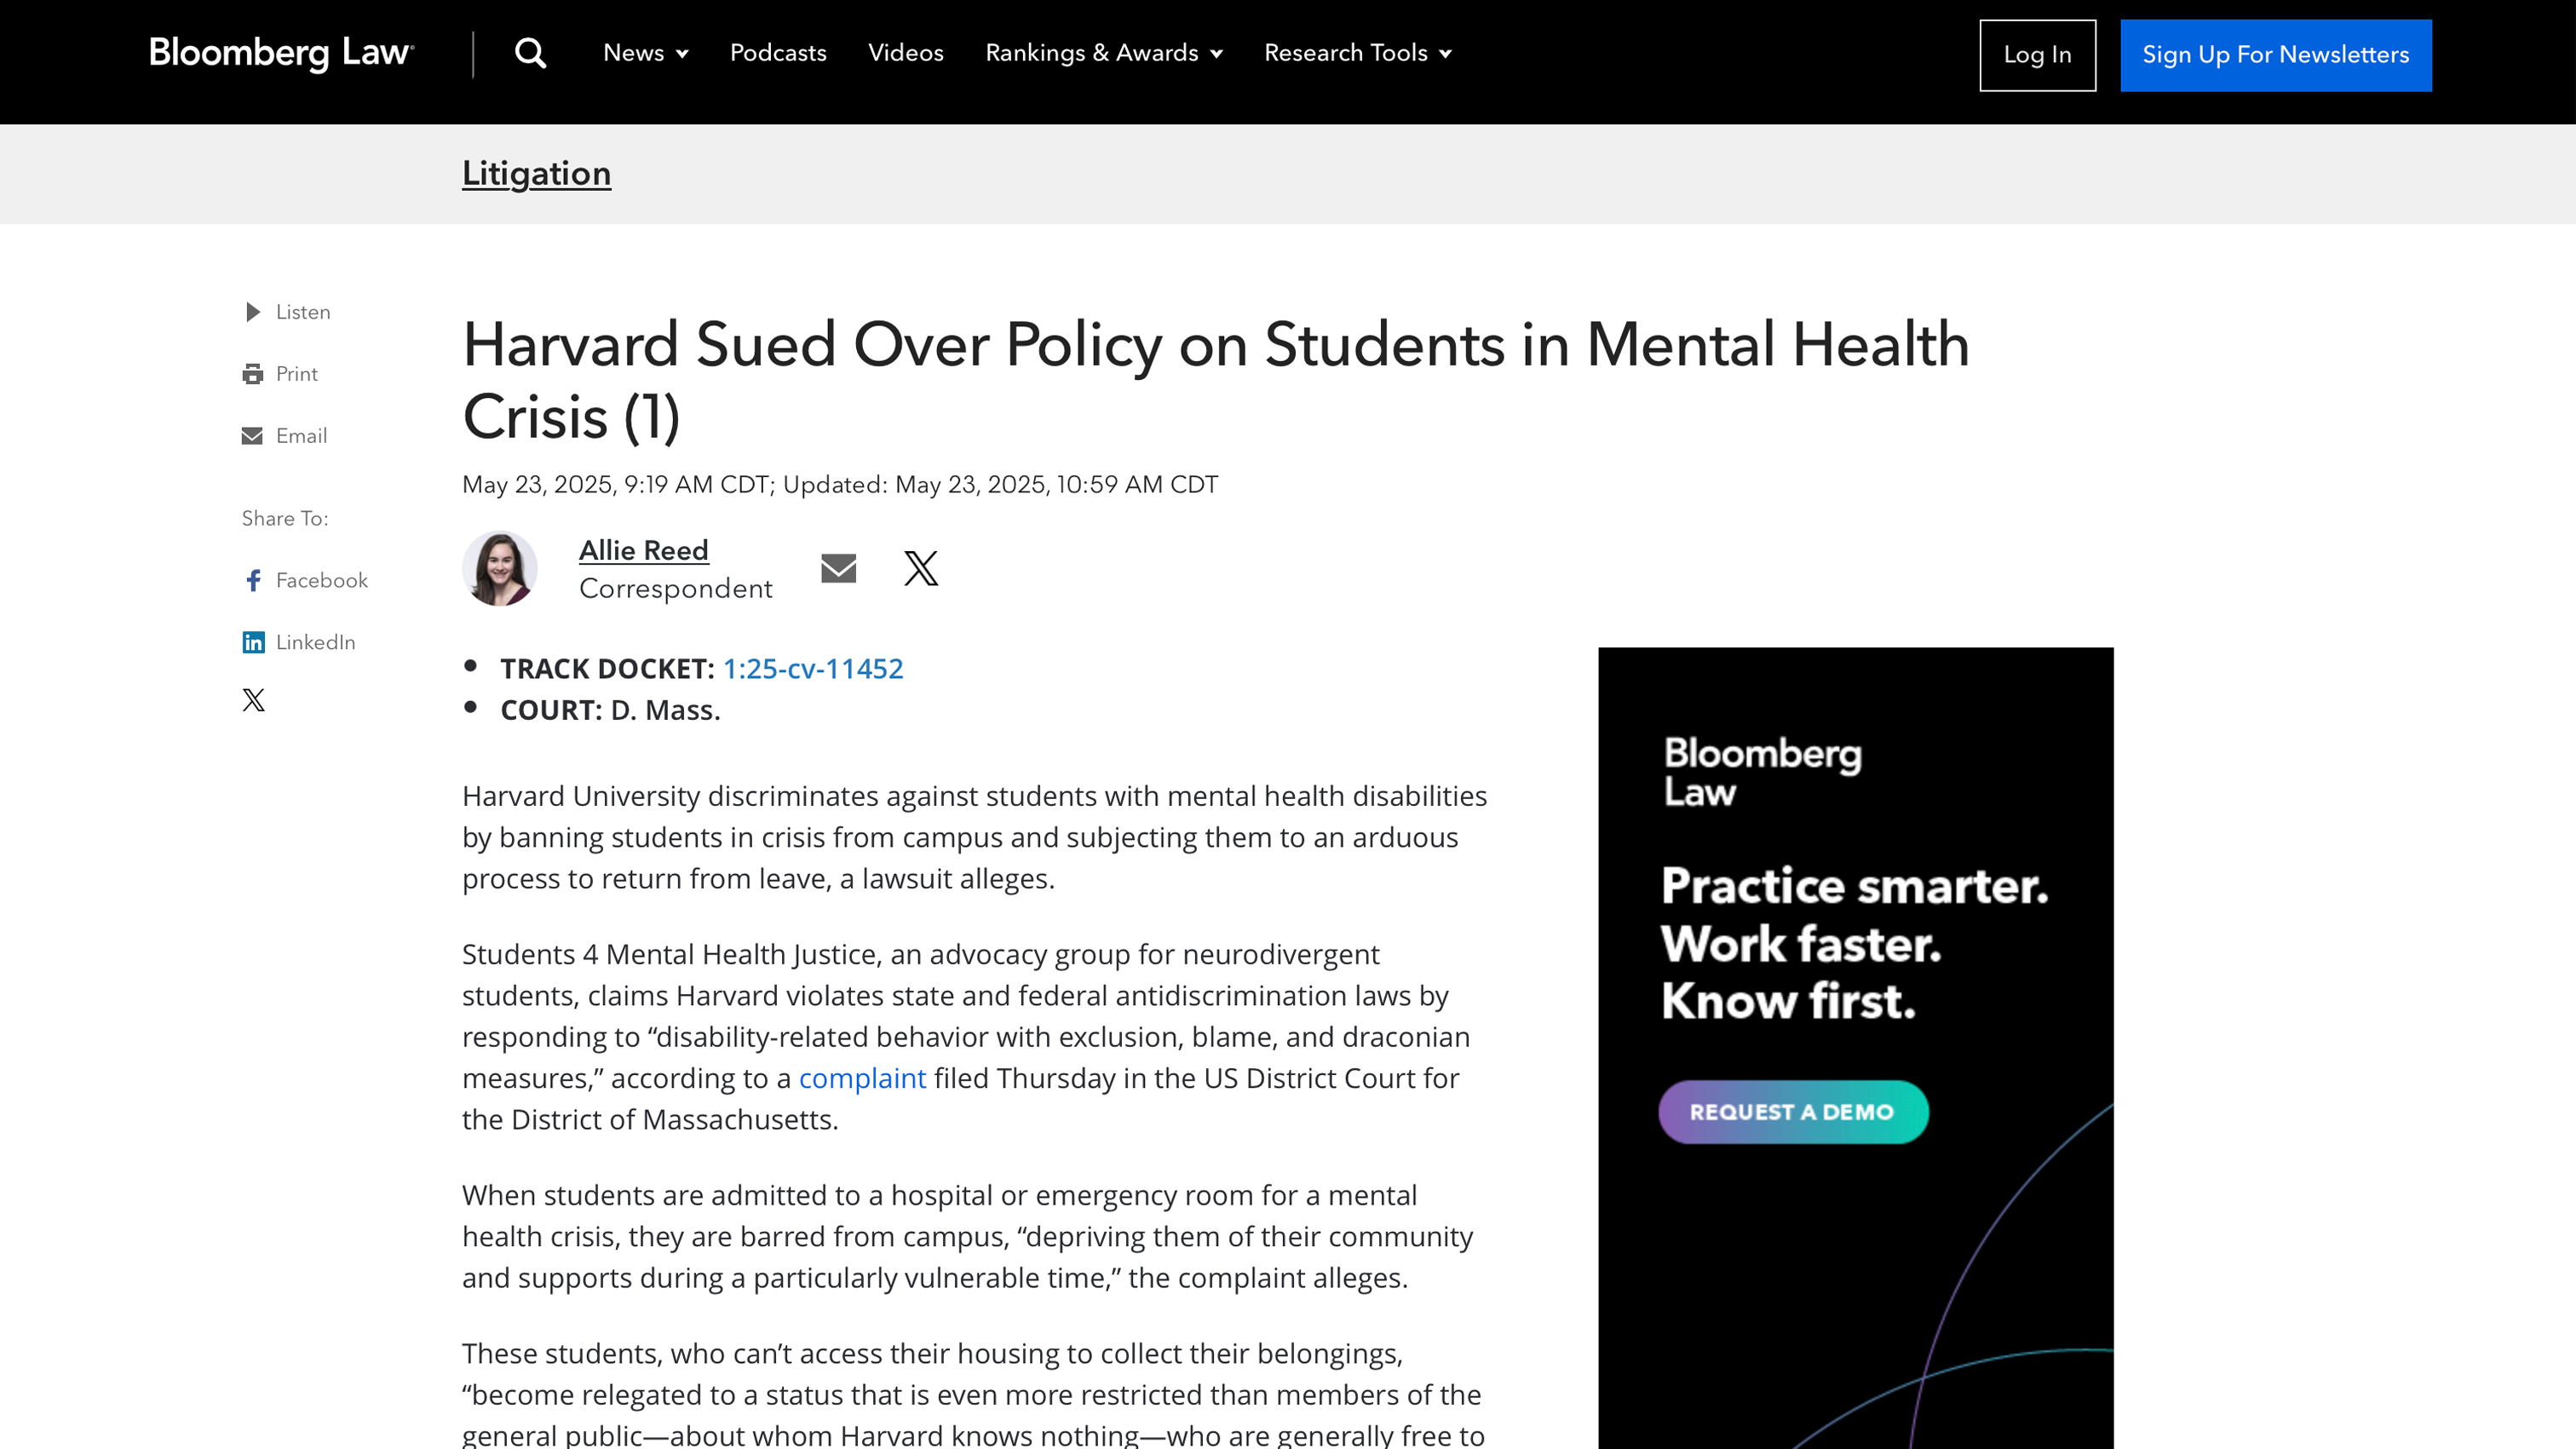 Bloomberg Law
News
Podcasts
Videos
Rankings & Awards
Research Tools
Log In
Sign Up For Newsletters
Litigation
Listen
Print
Email
Share To:
Facebook
LinkedIn
Harvard Sued Over Policy on Students in Mental Health
Crisis (1)
May 23, 2025, 9:19 AM CDT; Updated: May 23, 2025, 10:59 AM CDT
Allie Reed
Correspondent
TRACK DOCKET: 1:25-cv-11452
COURT: D. Mass.
Harvard University discriminates against students with mental health disabilities
by banning students in crisis from campus and subjecting them to an arduous
process to return from leave, a lawsuit alleges.
Students 4 Mental Health Justice, an advocacy group for neurodivergent
students, claims Harvard violates state and federal antidiscrimination laws by
responding to “disability-related behavior with exclusion, blame, and draconian
measures,” according to a complaint filed Thursday in the US District Court for
the District of Massachusetts.
When students are admitted to a hospital or emergency room for a mental
health crisis, they are barred from campus, “depriving them of their community
and supports during a particularly vulnerable time,” the complaint alleges.
These students, who can’t access their housing to collect their belongings,
“become relegated to a status that is even more restricted than members of the
general public—about whom Harvard knows nothing—who are generally free to
Bloomberg
Law
Practice smarter.
Work faster.
Know first.
REQUEST A DEMO